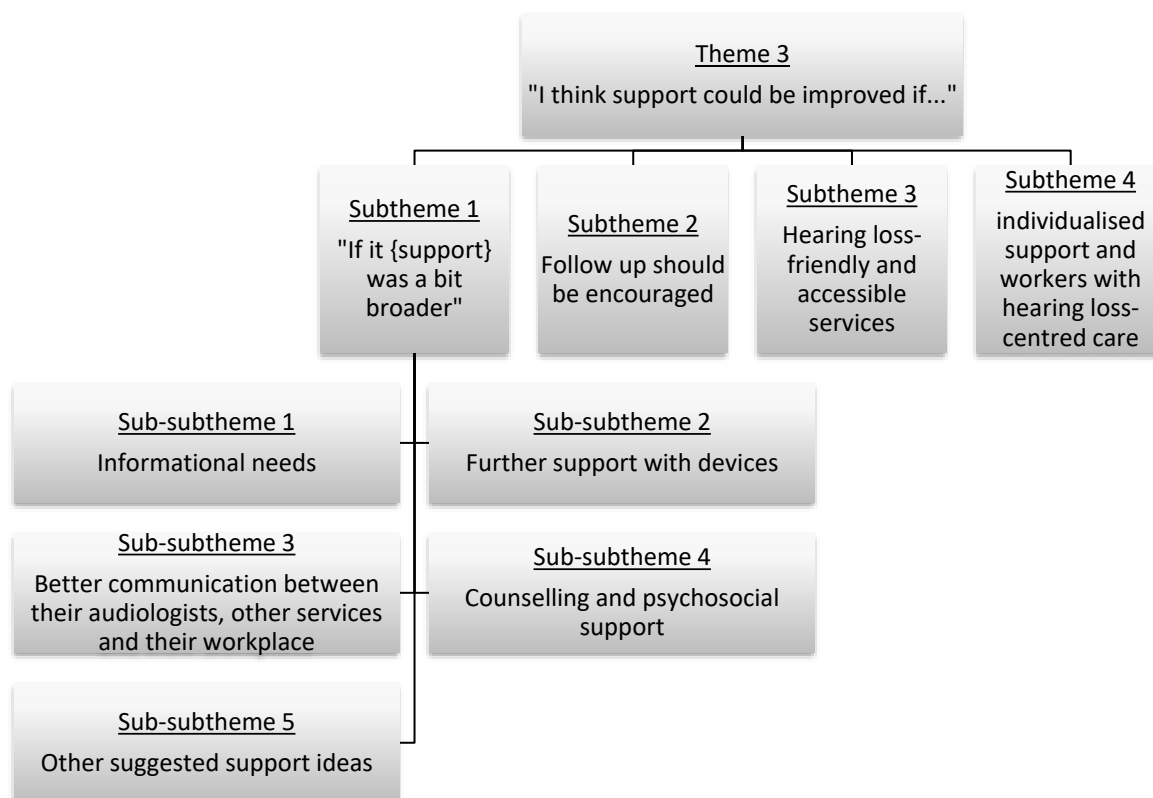 Theme 3
"I think support could be improved if..."
Subtheme 1
"If it {support}
was a bit
broader"
Subtheme 2
Follow up should
be encouraged
Subtheme 3
Hearing loss-
friendly and
accessible
services
Subtheme 4
individualised
support and
workers with
hearing loss-
centred care
Sub-subtheme 1
Informational needs
Sub-subtheme 2
Further support with devices
Sub-subtheme 3
Better communication between
their audiologists, other services
and their workplace
Sub-subtheme 4
Counselling and psychosocial
support
Sub-subtheme 5
Other suggested support ideas